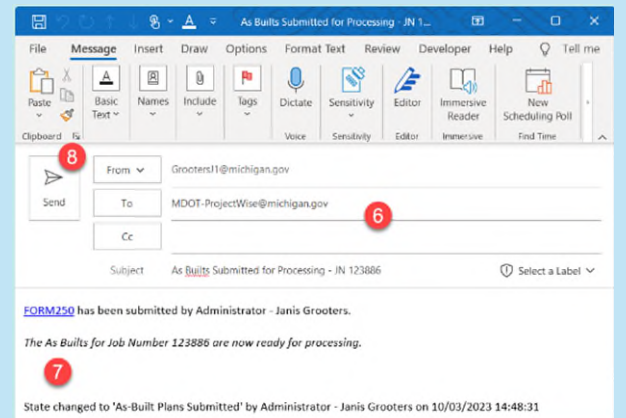 As Builts Submitted for Processing - JN 1...
File Message Insert Draw Options Format Text Review Developer Help Tell me
Paste Basic Text Names Include Tags Dictate Sensitivity Editor Immersive Reader New Scheduling Poll
Clipboard Voice Sensitivity Editor Immersive Find Time
8
Send
From GrootersJ1@michigan.gov
To MDOT-ProjectWise@michigan.gov
6
Cc
Subject As Builts Submitted for Processing - JN 123886 Select a Label
FORM250 has been submitted by Administrator - Janis Grooters.
The As Builts for Job Number 123886 are now ready for processing.
7
State changed to 'As-Built Plans Submitted' by Administrator - Janis Grooters on 10/03/2023 14:48:31